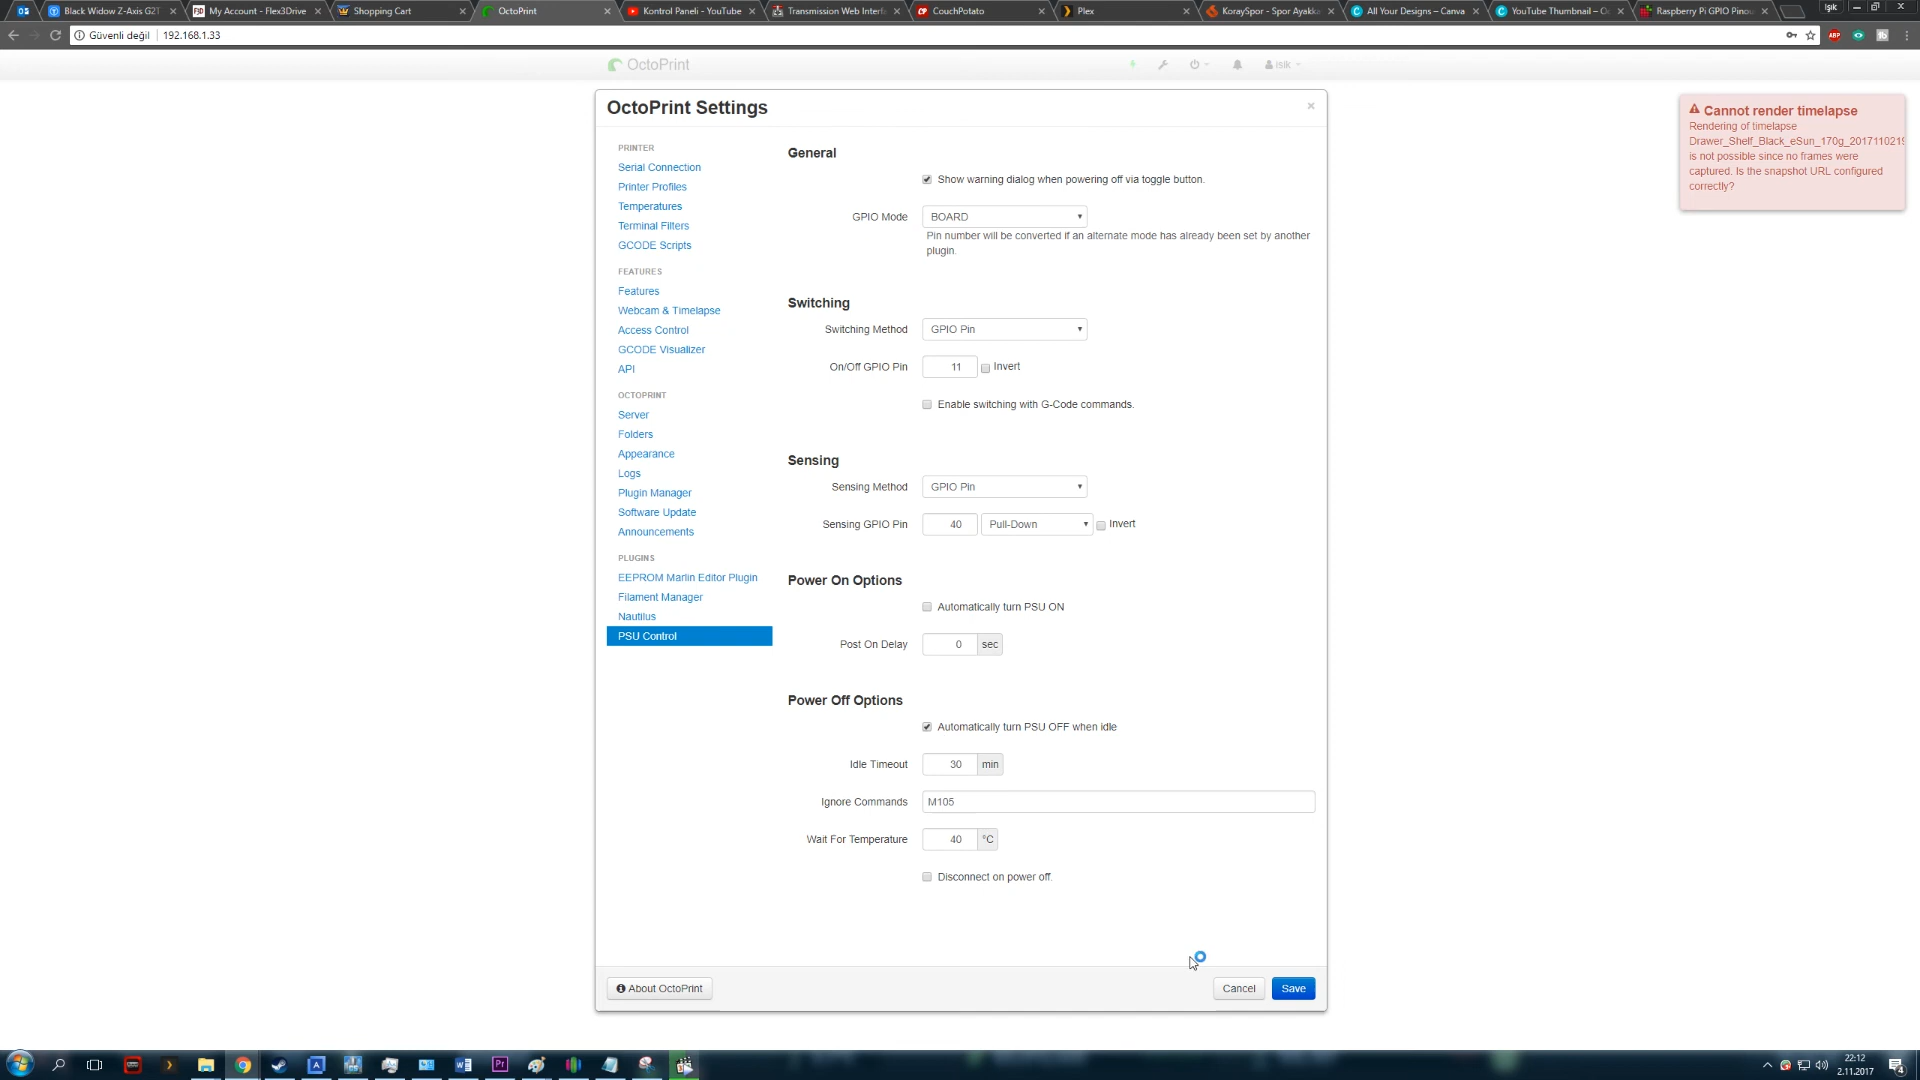 Black Widow Z-Axis G2T
My Account - Flex3Drive
Shopping Cart
OctoPrint
Kontrol Paneli - YouTube
Transmission Web Interfa
CouchPotato
Plex
KoraySpor - Spor Ayakka
All Your Designs – Canva
YouTube Thumbnail – O
Raspberry Pi GPIO Pinou
Işık
Güvenli değil
192.168.1.33
ABP
OctoPrint
isik
OctoPrint Settings
×
Cannot render timelapse
Rendering of timelapse
Drawer_Shelf_Black_eSun_170g_2017110219
is not possible since no frames were
captured. Is the snapshot URL configured
correctly?
PRINTER
Serial Connection
Printer Profiles
Temperatures
Terminal Filters
GCODE Scripts
FEATURES
Features
Webcam & Timelapse
Access Control
GCODE Visualizer
API
OCTOPRINT
Server
Folders
Appearance
Logs
Plugin Manager
Software Update
Announcements
PLUGINS
EEPROM Marlin Editor Plugin
Filament Manager
Nautilus
PSU Control
General
Show warning dialog when powering off via toggle button.
GPIO Mode BOARD
Pin number will be converted if an alternate mode has already been set by another
plugin.
Switching
Switching Method GPIO Pin
On/Off GPIO Pin 11 Invert
Enable switching with G-Code commands.
Sensing
Sensing Method GPIO Pin
Sensing GPIO Pin 40 Pull-Down Invert
Power On Options
Automatically turn PSU ON
Post On Delay 0 sec
Power Off Options
Automatically turn PSU OFF when idle
Idle Timeout 30 min
Ignore Commands M105
Wait For Temperature 40 °C
Disconnect on power off.
About OctoPrint
Cancel
Save
22:12
2.11.2017
4